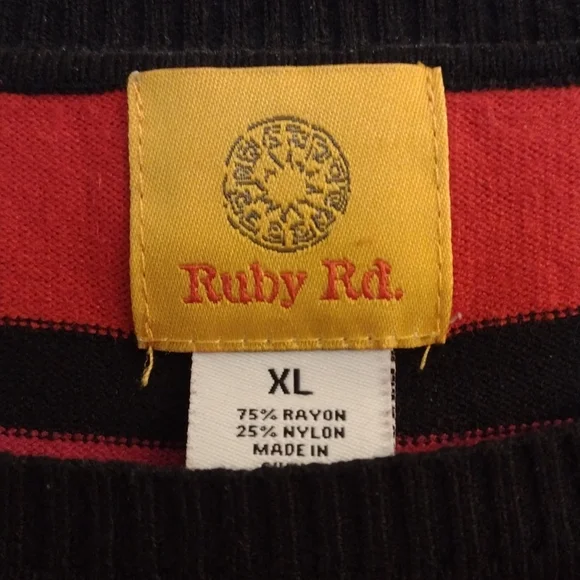 Ruby Rd.
XL
75% RAYON
25% NYLON
MADE IN